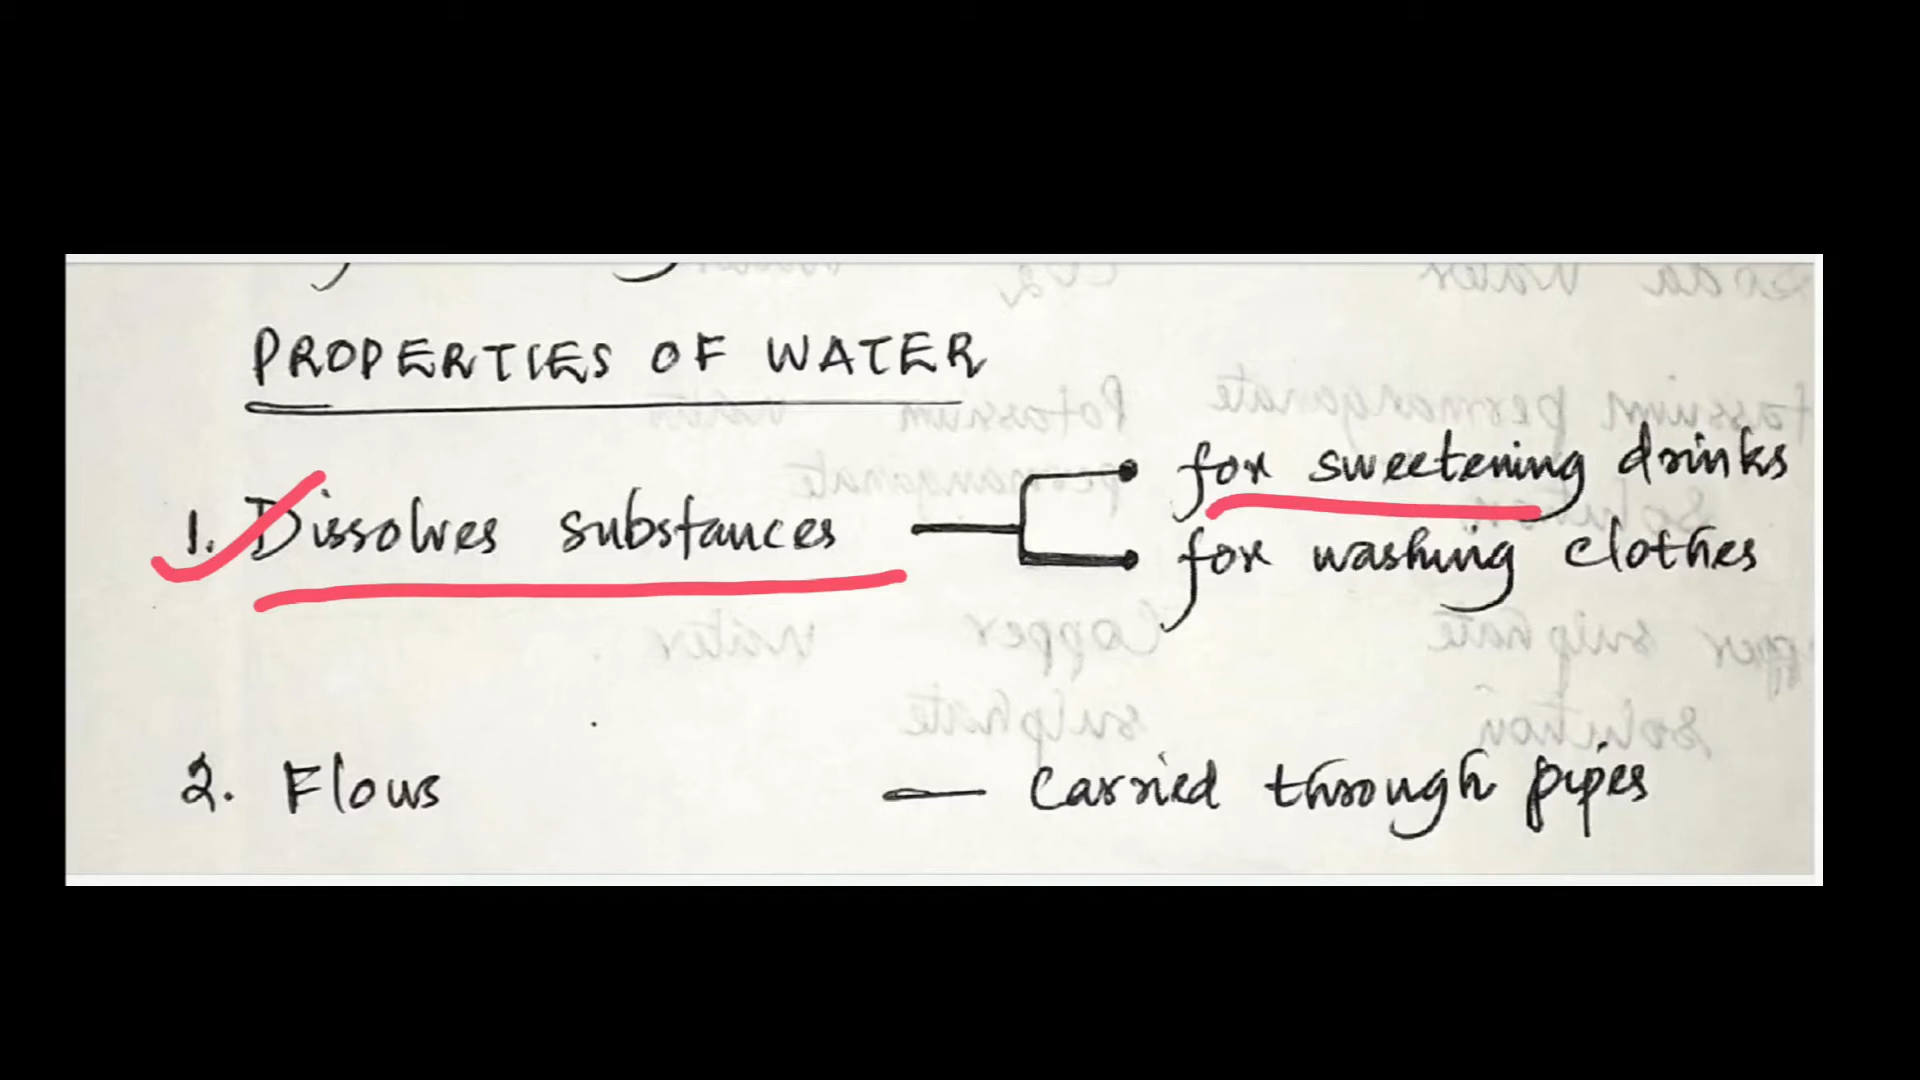 PROPERTIES OF WATER
1. Dissolves substances
for sweetening drinks
for washing clothes
2. Flows — Carried through pipes